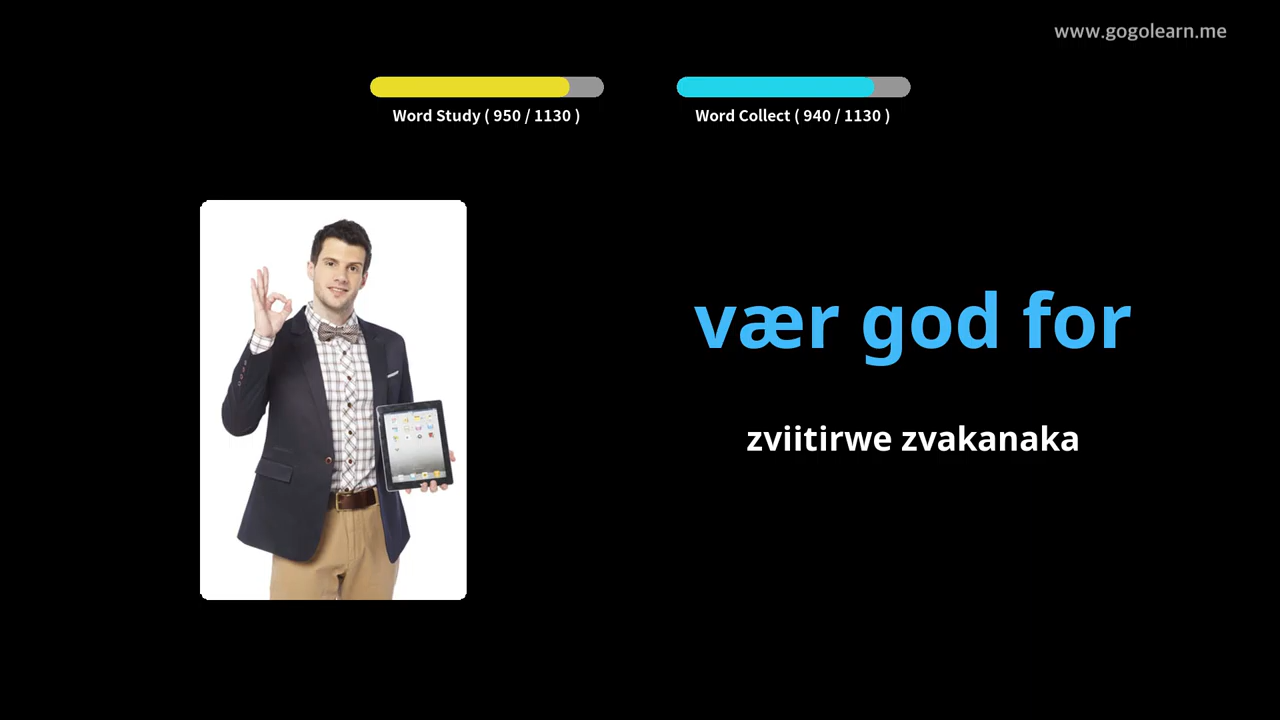 www.gogolearn.me
Word Study ( 950 / 1130 )
Word Collect ( 940 / 1130 )
vær god for
zviitirwe zvakanaka